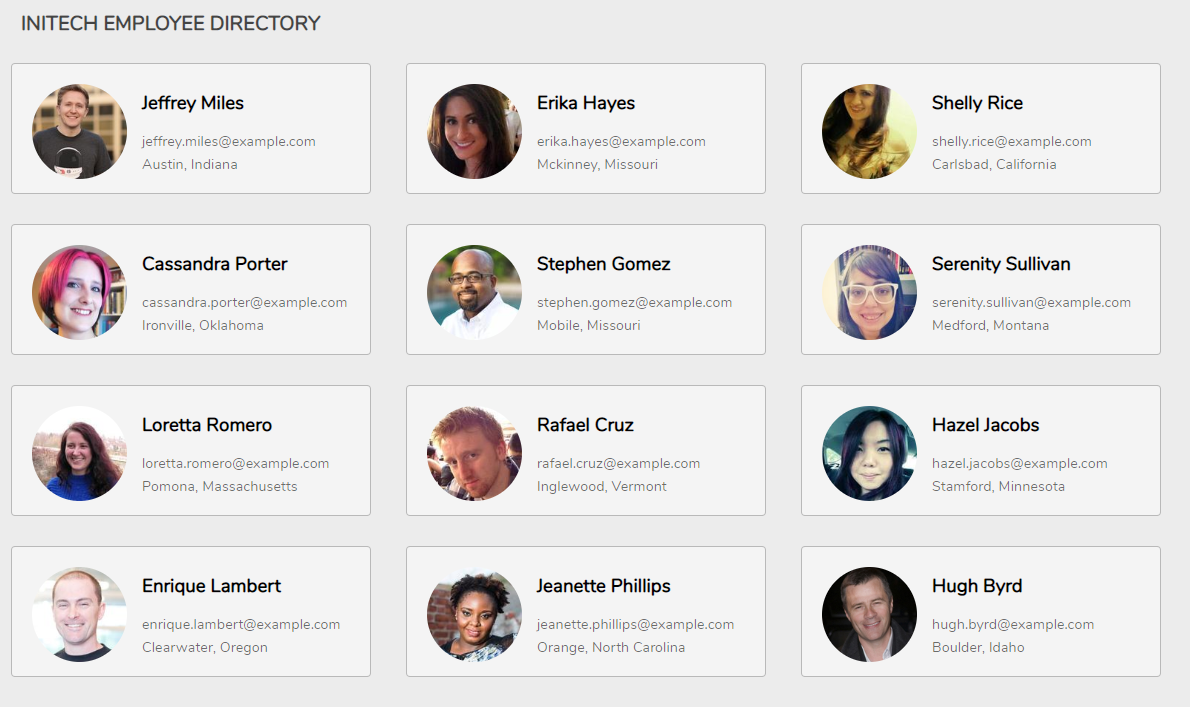 INITECH EMPLOYEE DIRECTORY
Jeffrey Miles
jeffrey.miles@example.com
Austin, Indiana
Erika Hayes
erika.hayes@example.com
Mckinney, Missouri
Shelly Rice
shelly.rice@example.com
Carlsbad, California
Cassandra Porter
cassandra.porter@example.com
Ironville, Oklahoma
Stephen Gomez
stephen.gomez@example.com
Mobile, Missouri
Serenity Sullivan
serenity.sullivan@example.com
Medford, Montana
Loretta Romero
loretta.romero@example.com
Pomona, Massachusetts
Rafael Cruz
rafael.cruz@example.com
Inglewood, Vermont
Hazel Jacobs
hazel.jacobs@example.com
Stamford, Minnesota
Enrique Lambert
enrique.lambert@example.com
Clearwater, Oregon
Jeanette Phillips
jeanette.phillips@example.com
Orange, North Carolina
Hugh Byrd
hugh.byrd@example.com
Boulder, Idaho